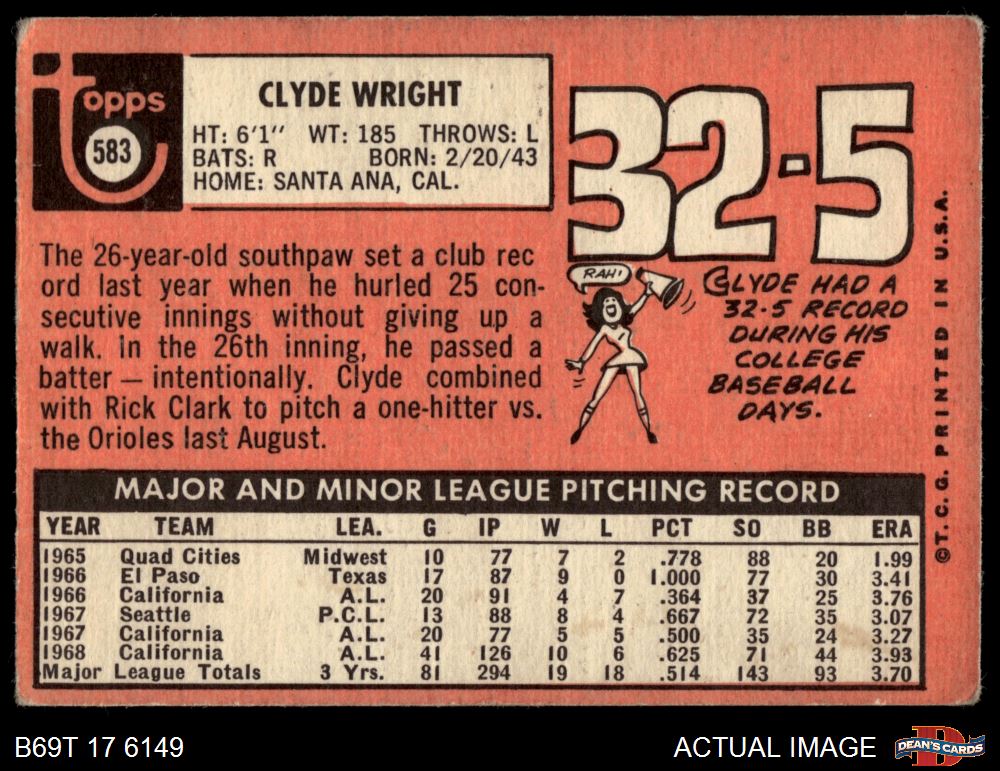 Topps
583
CLYDE WRIGHT
HT: 6'1" WT: 185 THROWS: L
BATS: R BORN: 2/20/43
HOME: SANTA ANA, CAL.
32-5
The 26-year-old southpaw set a club rec
ord last year when he hurled 25 con-
secutive innings without giving up a
walk. In the 26th inning, he passed a
batter — intentionally. Clyde combined
with Rick Clark to pitch a one-hitter vs.
the Orioles last August.
RAH!
CLYDE HAD A
32-5 RECORD
DURING HIS
COLLEGE
BASEBALL
DAYS.
©T. C. G. PRINTED IN U.S.A.
MAJOR AND MINOR LEAGUE PITCHING RECORD
YEAR TEAM LEA. G IP W L PCT SO BB ERA
1965 Quad Cities Midwest 10 77 7 2 .778 88 20 1.99
1966 El Paso Texas 17 87 9 0 1.000 77 30 3.41
1966 California A.L. 20 91 4 7 .364 37 25 3.76
1967 Seattle P.C.L. 13 88 8 4 .667 72 35 3.07
1967 California A.L. 20 77 5 5 .500 35 24 3.27
1968 California A.L. 41 126 10 6 .625 71 44 3.93
Major League Totals 3 Yrs. 81 294 19 18 .514 143 93 3.70
B69T 17 6149
ACTUAL IMAGE
DEAN'S CARDS